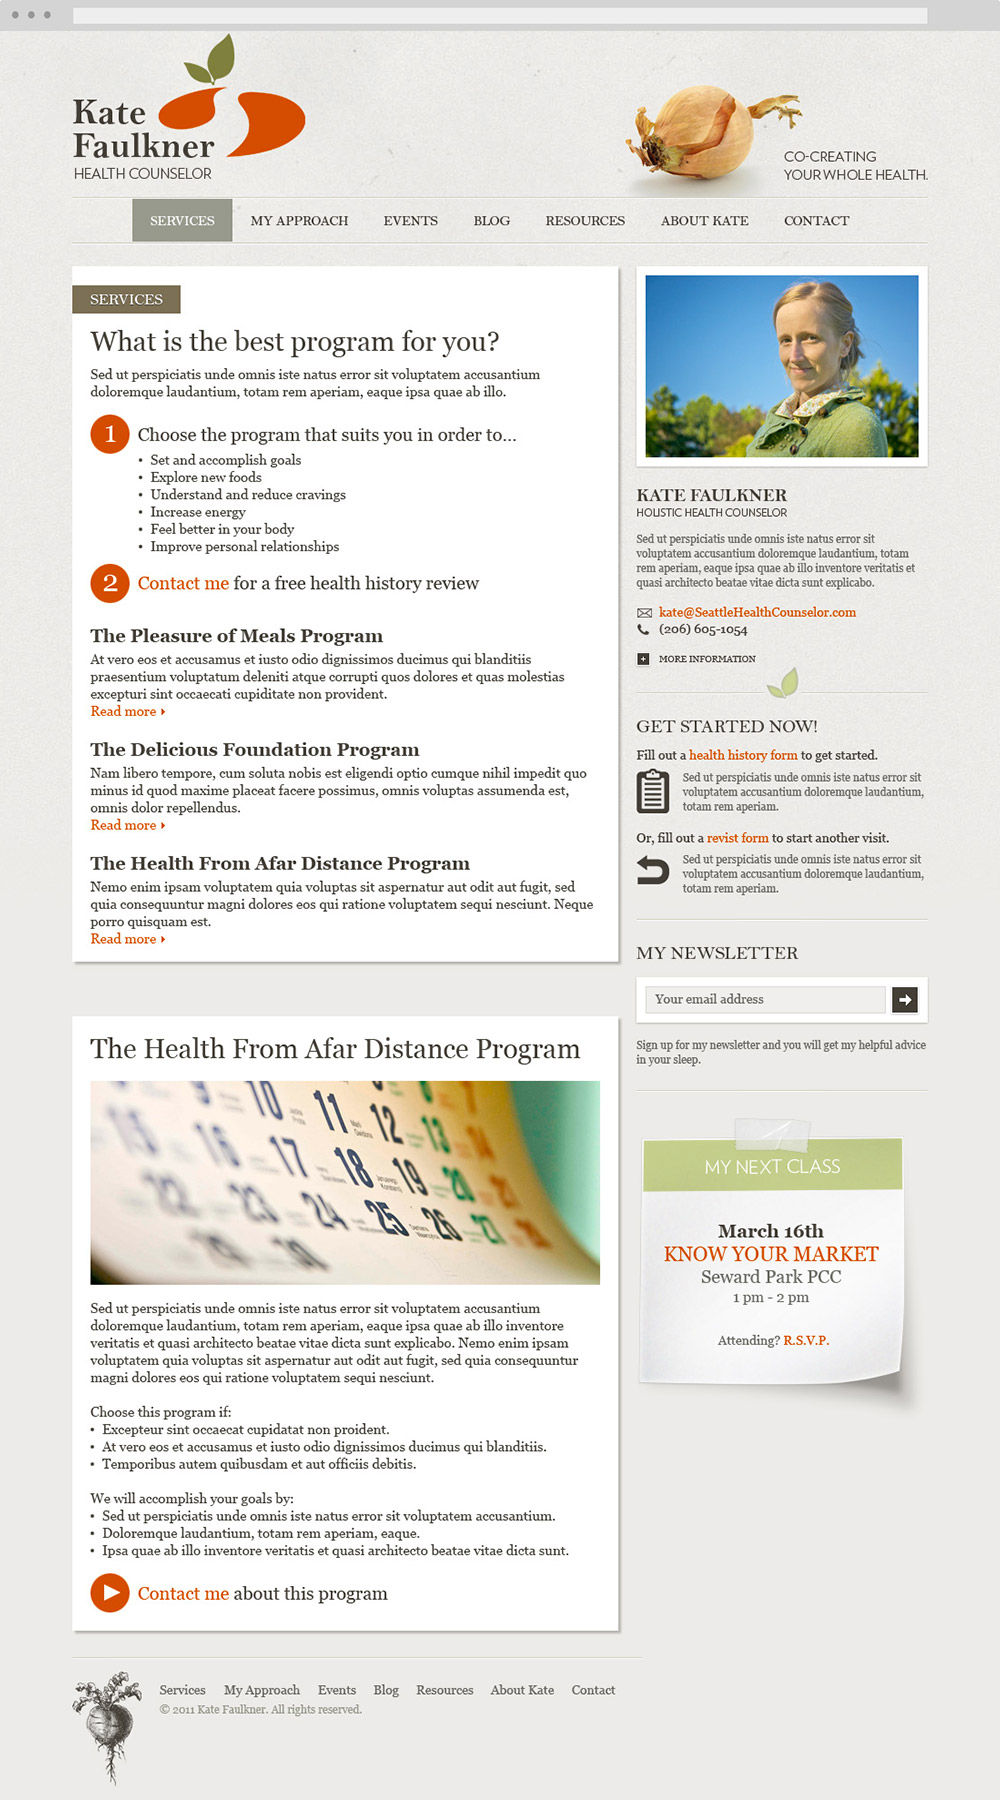 Kate
Faulkner
HEALTH COUNSELOR
CO-CREATING
YOUR WHOLE HEALTH.
SERVICES MY APPROACH EVENTS BLOG RESOURCES ABOUT KATE CONTACT
SERVICES
What is the best program for you?
Sed ut perspiciatis unde omnis iste natus error sit voluptatem accusantium
doloremque laudantium, totam rem aperiam, eaque ipsa quae ab illo.
1 Choose the program that suits you in order to...
• Set and accomplish goals
• Explore new foods
• Understand and reduce cravings
• Increase energy
• Feel better in your body
• Improve personal relationships
2 Contact me for a free health history review
The Pleasure of Meals Program
At vero eos et accusamus et iusto odio dignissimos ducimus qui blanditiis
praesentium voluptatum deleniti atque corrupti quos dolores et quas molestias
excepturi sint occaecati cupiditate non provident.
Read more
The Delicious Foundation Program
Nam libero tempore, cum soluta nobis est eligendi optio cumque nihil impedit quo
minus id quod maxime placeat facere possimus, omnis voluptas assumenda est,
omnis dolor repellendus.
Read more
The Health From Afar Distance Program
Nemo enim ipsam voluptatem quia voluptas sit aspernatur aut odit aut fugit, sed
quia consequuntur magni dolores eos qui ratione voluptatem sequi nesciunt. Neque
porro quisquam est.
Read more
KATE FAULKNER
HOLISTIC HEALTH COUNSELOR
Sed ut perspiciatis unde omnis iste natus error sit
voluptatem accusantium doloremque laudantium, totam
rem aperiam, eaque ipsa quae ab illo inventore veritatis et
quasi architecto beatae vitae dicta sunt explicabo.
kate@SeattleHealthCounselor.com
(206) 605-1054
MORE INFORMATION
GET STARTED NOW!
Fill out a health history form to get started.
Sed ut perspiciatis unde omnis iste natus error sit
voluptatem accusantium doloremque laudantium,
totam rem aperiam.
Or, fill out a revist form to start another visit.
Sed ut perspiciatis unde omnis iste natus error sit
voluptatem accusantium doloremque laudantium,
totam rem aperiam.
MY NEWSLETTER
Your email address
Sign up for my newsletter and you will get my helpful advice
in your sleep.
MY NEXT CLASS
March 16th
KNOW YOUR MARKET
Seward Park PCC
1 pm - 2 pm
Attending? R.S.V.P.
The Health From Afar Distance Program
9 10 11 12 13 14
16 17 18 19 20 21
22 23 24 25 26 27
29 30
Sed ut perspiciatis unde omnis iste natus error sit voluptatem accusantium
doloremque laudantium, totam rem aperiam, eaque ipsa quae ab illo inventore
veritatis et quasi architecto beatae vitae dicta sunt explicabo. Nemo enim ipsam
voluptatem quia voluptas sit aspernatur aut odit aut fugit, sed quia consequuntur
magni dolores eos qui ratione voluptatem sequi nesciunt.
Choose this program if:
• Excepteur sint occaecat cupidatat non proident.
• At vero eos et accusamus et iusto odio dignissimos ducimus qui blanditiis.
• Temporibus autem quibusdam et aut officiis debitis.
We will accomplish your goals by:
• Sed ut perspiciatis unde omnis iste natus error sit voluptatem accusantium.
• Doloremque laudantium, totam rem aperiam, eaque.
• Ipsa quae ab illo inventore veritatis et quasi architecto beatae vitae dicta sunt.
Contact me about this program
Services My Approach Events Blog Resources About Kate Contact
© 2011 Kate Faulkner. All rights reserved.